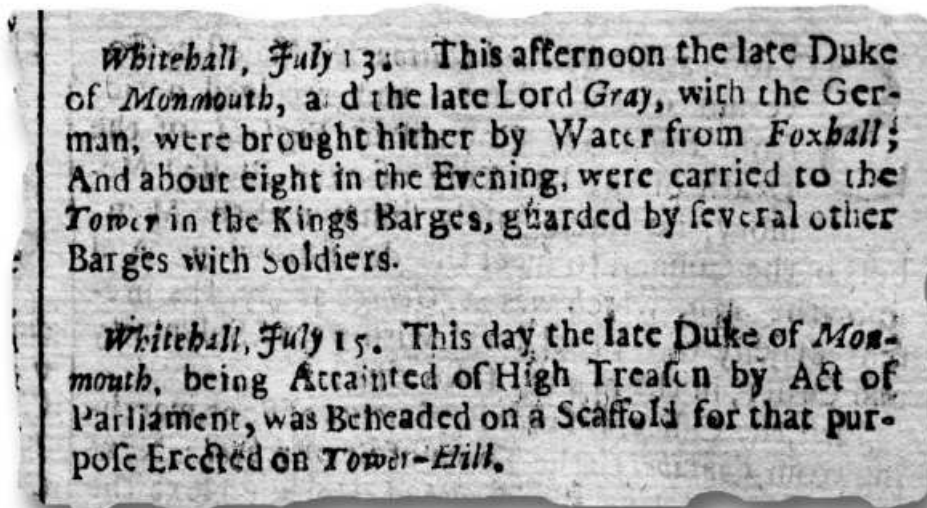 Whitehall, July 13. This afternoon the late Duke
of Monmouth, a d the late Lord Gray, with the Ger-
man, were brought hither by Water from Foxhall;
And about eight in the Evening, were carried to the
Tower in the Kings Barges, guarded by ſeveral other
Barges with Soldiers.
Whitehall, July 15. This day the late Duke of Mon-
mouth, being Attainted of High Treaſon by Act of
Parliament, was Beheaded on a Scaffold for that pur-
poſe Erected on Tower-Hill.